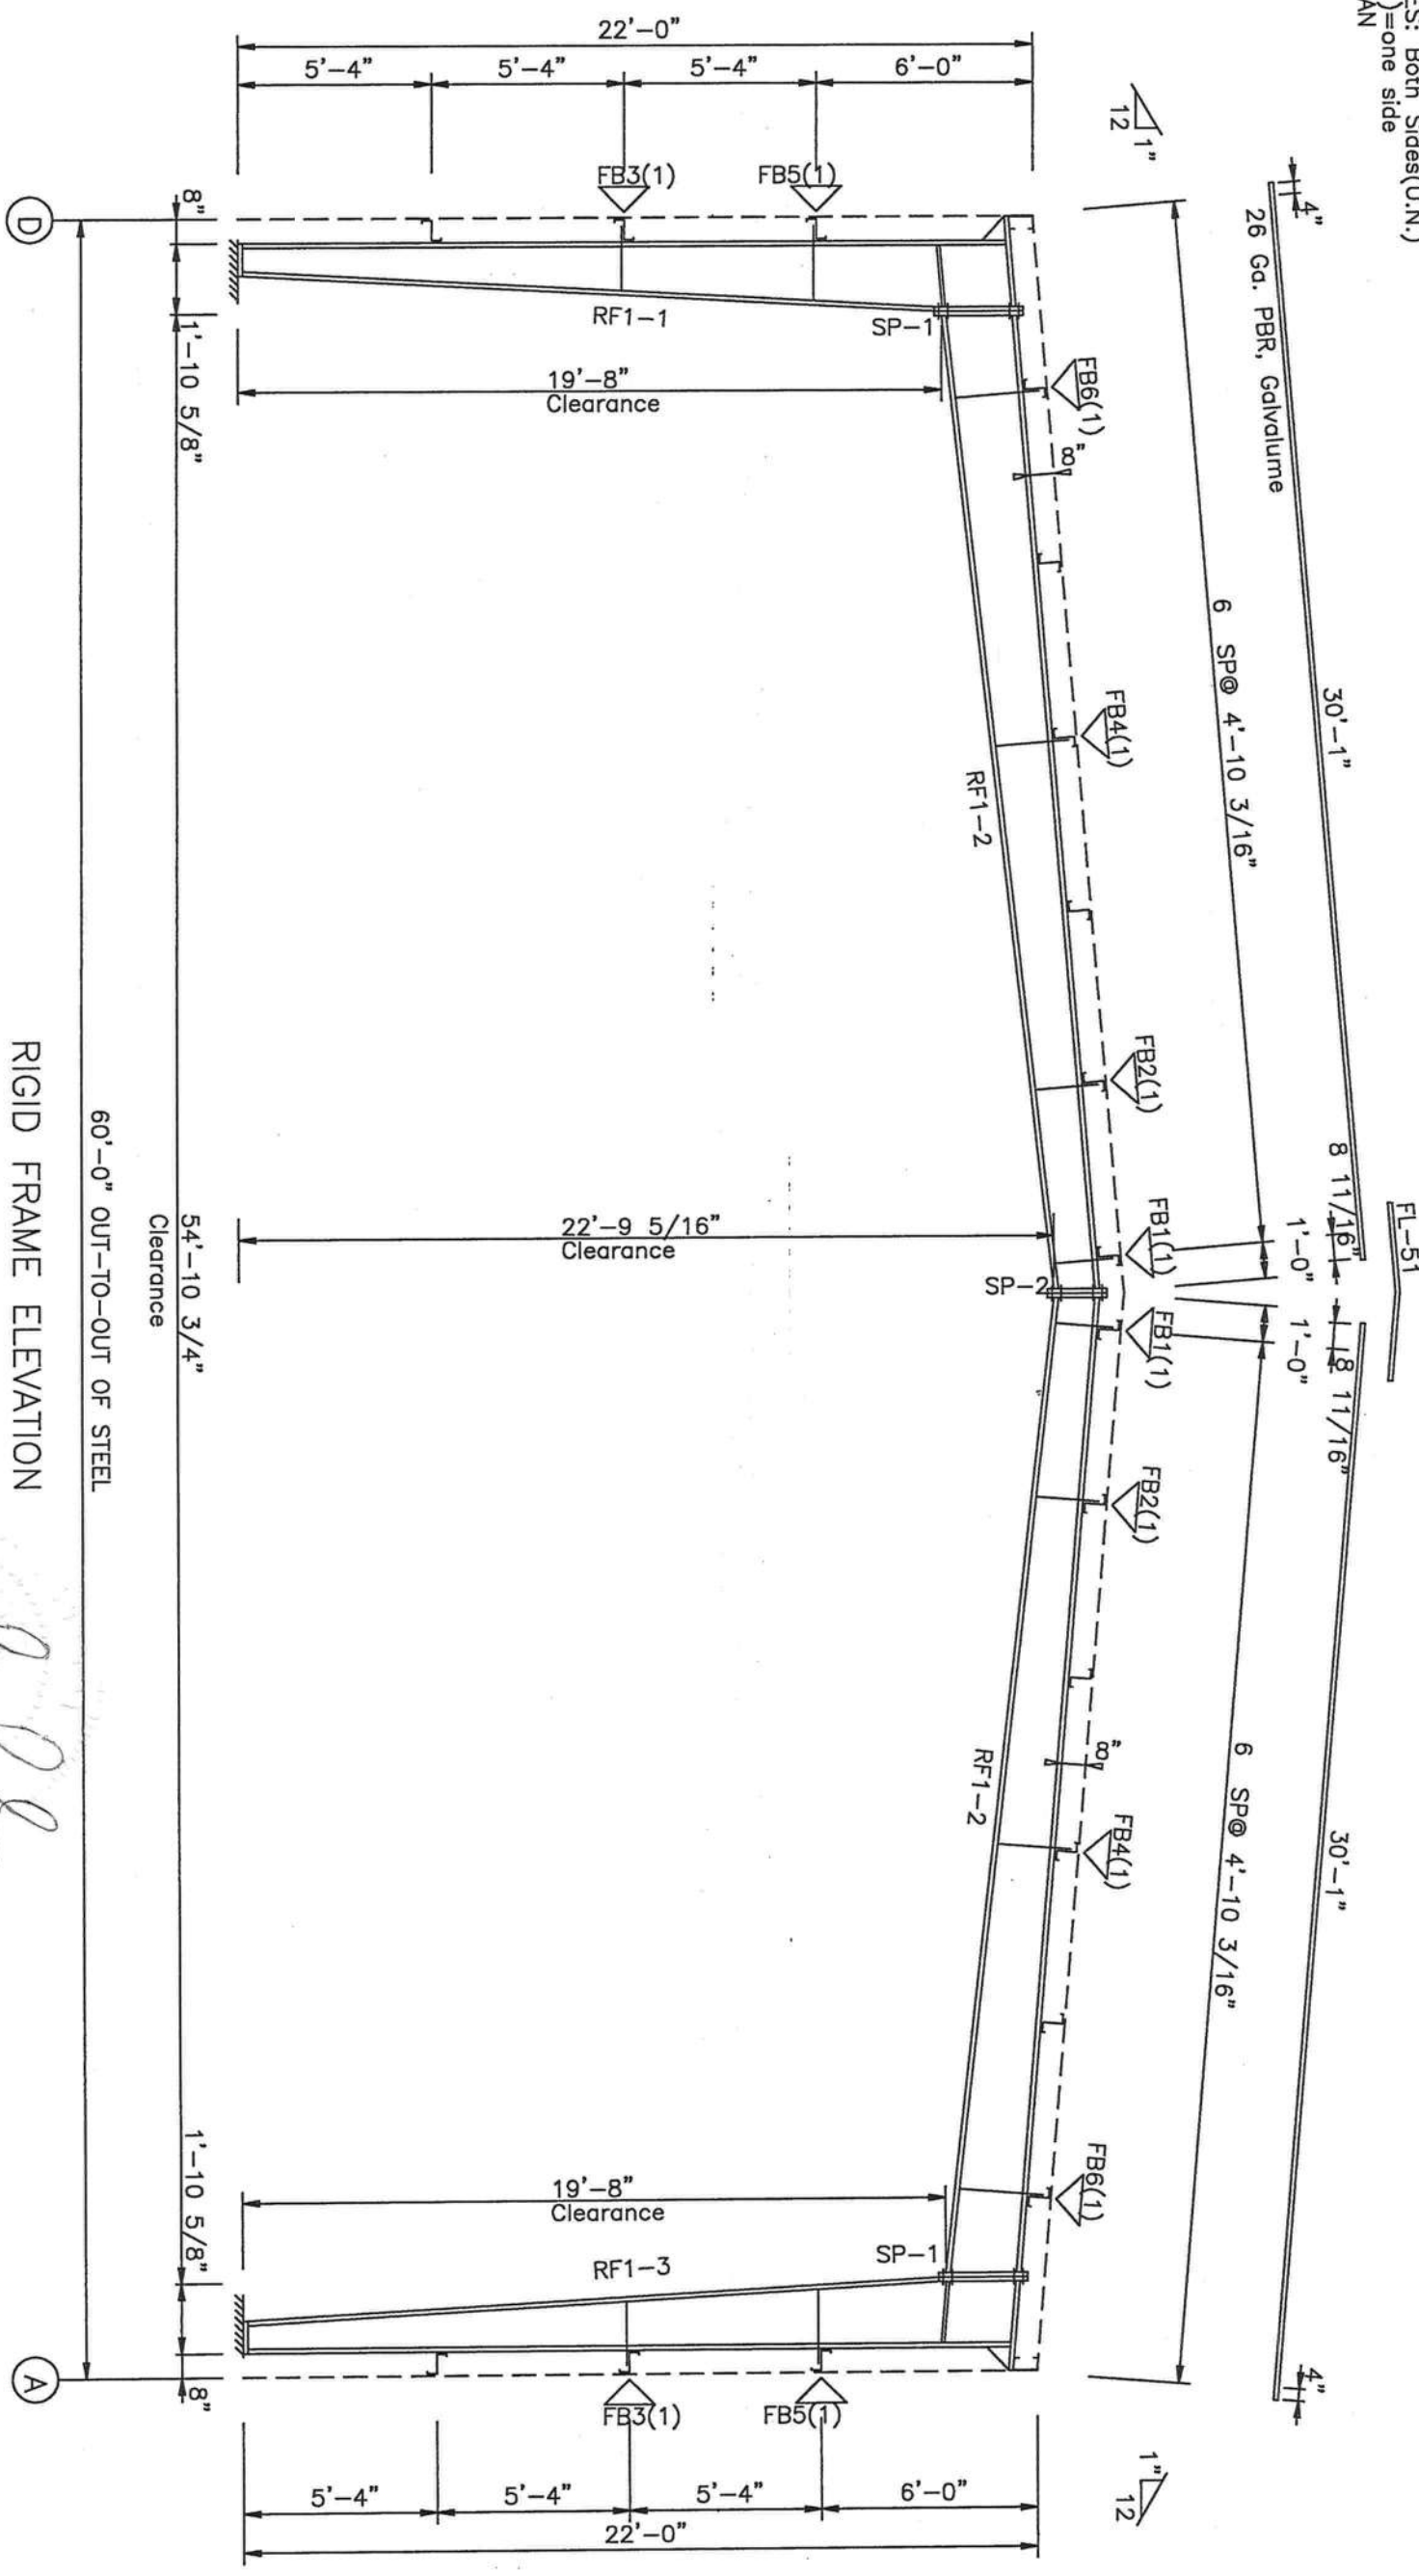 ES: Both Sides(U.N.)
)=one side
AN
FL-51
8 11/16"
8 11/16"
1'-0"
1'-0"
30'-1"
30'-1"
4"
4"
26 Ga. PBR, Galvalume
6 SP@ 4'-10 3/16"
6 SP@ 4'-10 3/16"
1"
12
1"
12
FB6(1)
FB4(1)
FB2(1)
FB1(1)
FB1(1)
FB2(1)
FB4(1)
FB6(1)
8"
8"
22'-0"
6'-0"
5'-4"
5'-4"
5'-4"
FB5(1)
FB3(1)
SP-1
RF1-1
19'-8"
Clearance
RF1-2
SP-2
22'-9 5/16"
Clearance
RF1-2
SP-1
RF1-3
19'-8"
Clearance
FB5(1)
FB3(1)
6'-0"
5'-4"
5'-4"
5'-4"
22'-0"
8"
1'-10 5/8"
54'-10 3/4"
Clearance
1'-10 5/8"
8"
60'-0" OUT-TO-OUT OF STEEL
D
A
RIGID FRAME ELEVATION